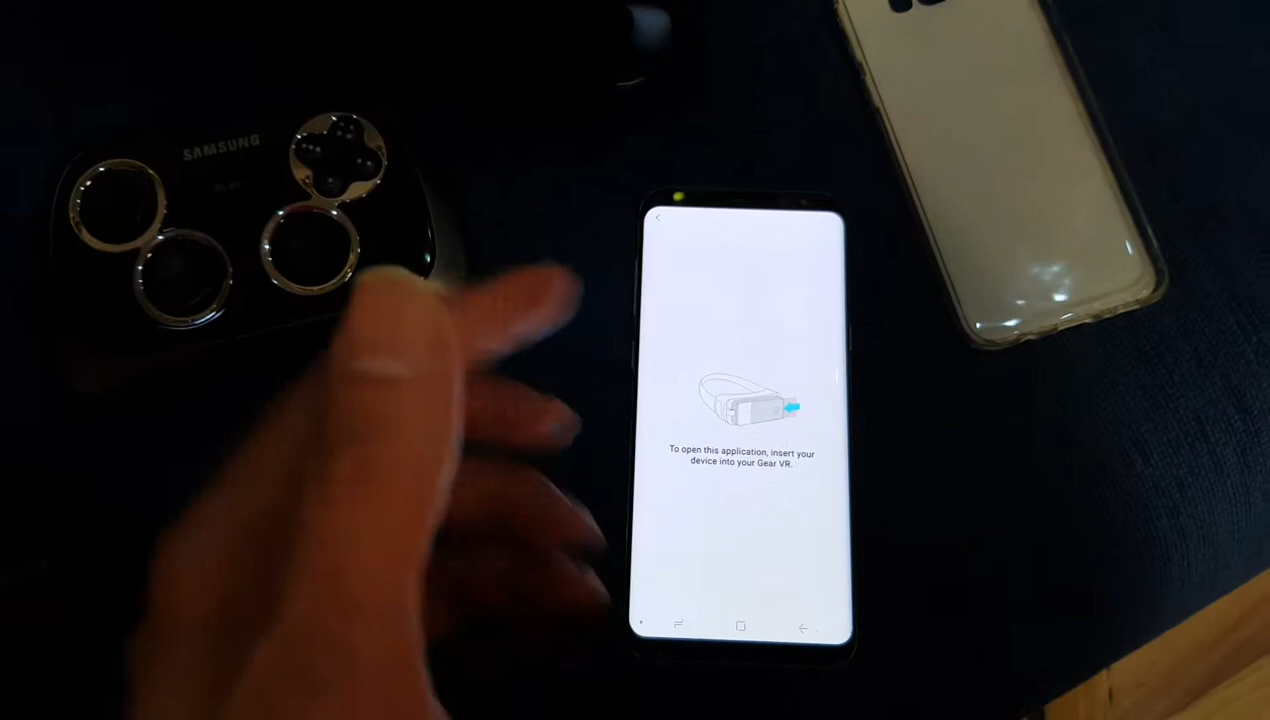 SAMSUNG
To open this application, insert your
device into your Gear VR.